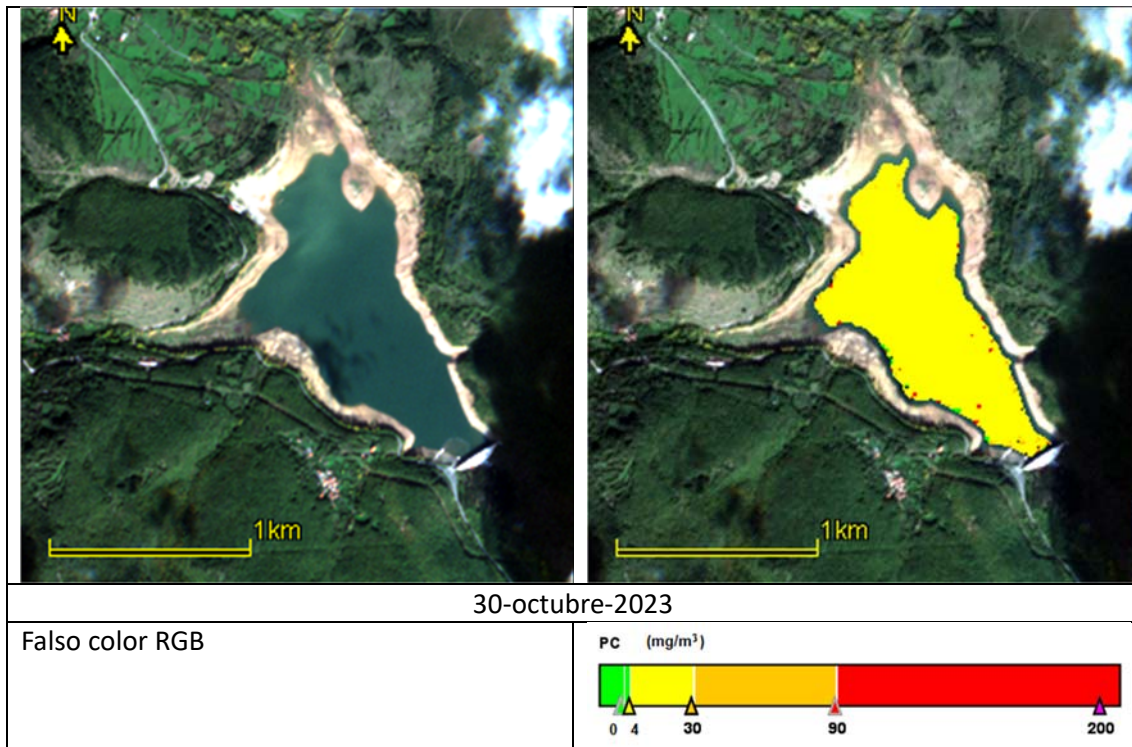 N
N
1km
1km
30-octubre-2023
Falso color RGB
PC (mg/m³)
0 4 30 90 200